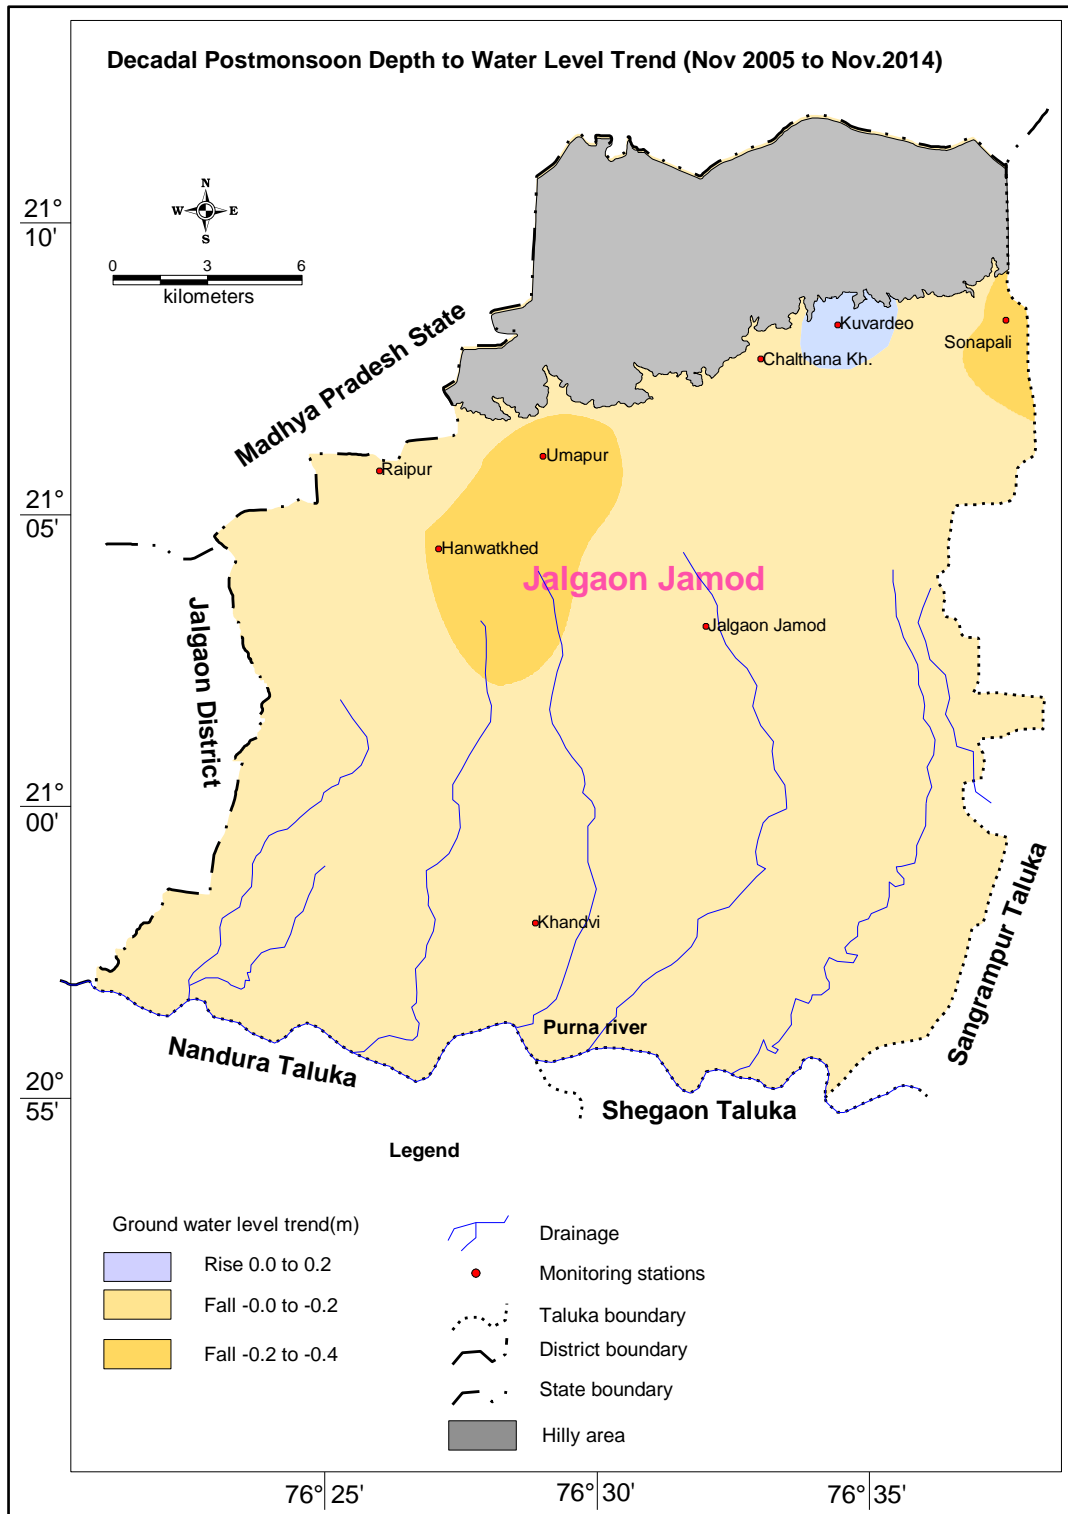 Decadal Postmonsoon Depth to Water Level Trend (Nov 2005 to Nov.2014)
N
W E
S
0 3 6
kilometers
21°
10'
Madhya Pradesh State
Kuvardeo
Sonapali
Chalthana Kh.
Umapur
Raipur
21°
05'
Hanwatkhed
Jalgaon Jamod
Jalgaon Jamod
Jalgaon District
21°
00'
Khandvi
Sangrampur Taluka
Purna river
Nandura Taluka
20°
55'
Shegaon Taluka
Legend
Ground water level trend(m)
Rise 0.0 to 0.2
Fall -0.0 to -0.2
Fall -0.2 to -0.4
Drainage
Monitoring stations
Taluka boundary
District boundary
State boundary
Hilly area
76° 25' 76° 30' 76° 35'